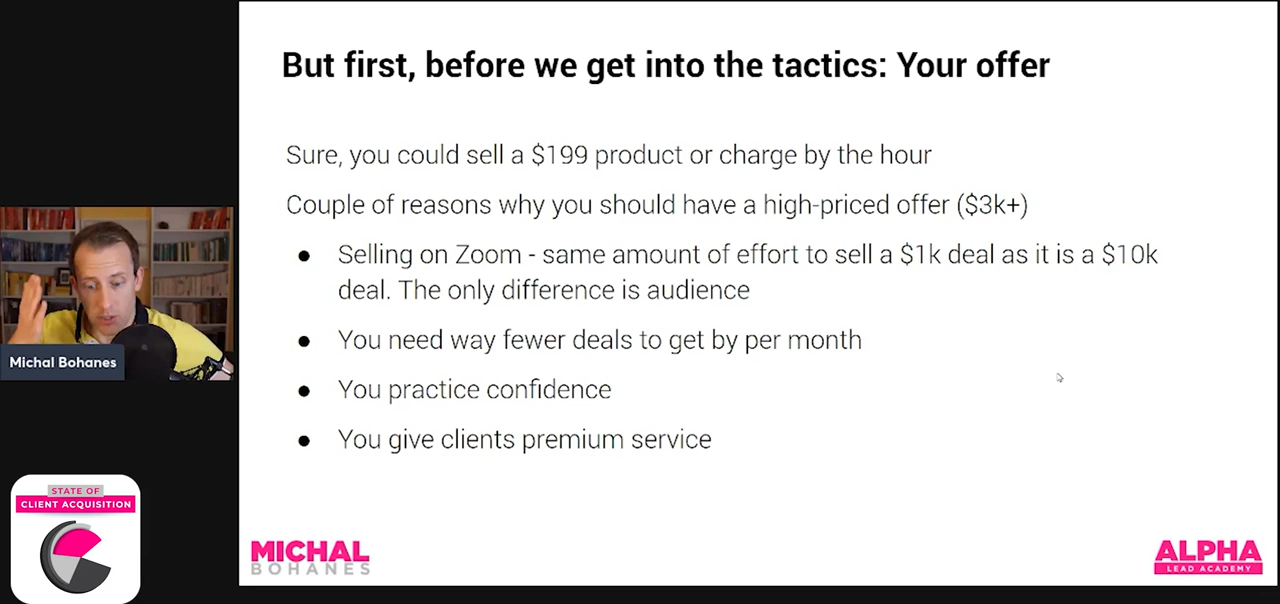 But first, before we get into the tactics: Your offer
Sure, you could sell a $199 product or charge by the hour
Couple of reasons why you should have a high-priced offer ($3k+)
● Selling on Zoom - same amount of effort to sell a $1k deal as it is a $10k
deal. The only difference is audience
● You need way fewer deals to get by per month
● You practice confidence
● You give clients premium service
Michal Bohanes
STATE OF
CLIENT ACQUISITION
MICHAL
BOHANES
ALPHA
LEAD ACADEMY